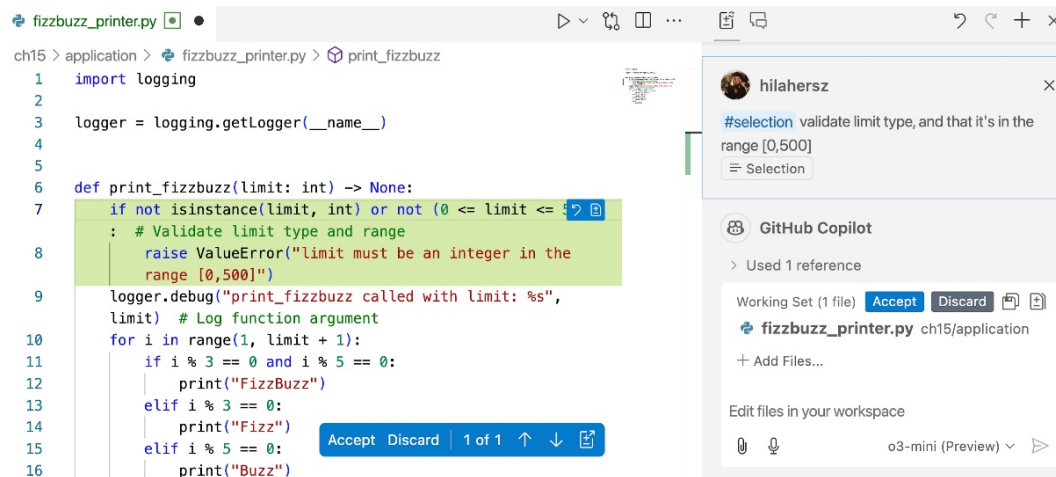 fizzbuzz_printer.py
ch15 > application > fizzbuzz_printer.py > print_fizzbuzz
1 import logging
2
3 logger = logging.getLogger(__name__)
4
5
6 def print_fizzbuzz(limit: int) -> None:
7 if not isinstance(limit, int) or not (0 <= limit <=
: # Validate limit type and range
8 raise ValueError("limit must be an integer in the
range [0,500]")
9 logger.debug("print_fizzbuzz called with limit: %s",
limit) # Log function argument
10 for i in range(1, limit + 1):
11 if i % 3 == 0 and i % 5 == 0:
12 print("FizzBuzz")
13 elif i % 3 == 0:
14 print("Fizz")
15 elif i % 5 == 0:
16 print("Buzz")
Accept Discard 1 of 1
hilahersz
#selection validate limit type, and that it's in the
range [0,500]
Selection
GitHub Copilot
> Used 1 reference
Working Set (1 file) Accept Discard
fizzbuzz_printer.py ch15/application
+ Add Files...
Edit files in your workspace
o3-mini (Preview)